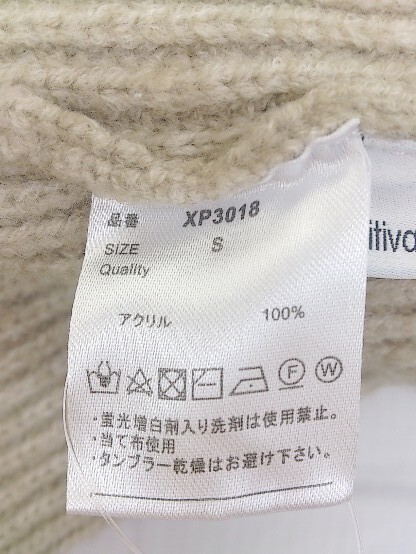 品番 XP3018
SIZE S
Quality
アクリル 100%
F W
・蛍光増白剤入り洗剤は使用禁止。
・当て布使用
・タンブラー乾燥はお避け下さい。